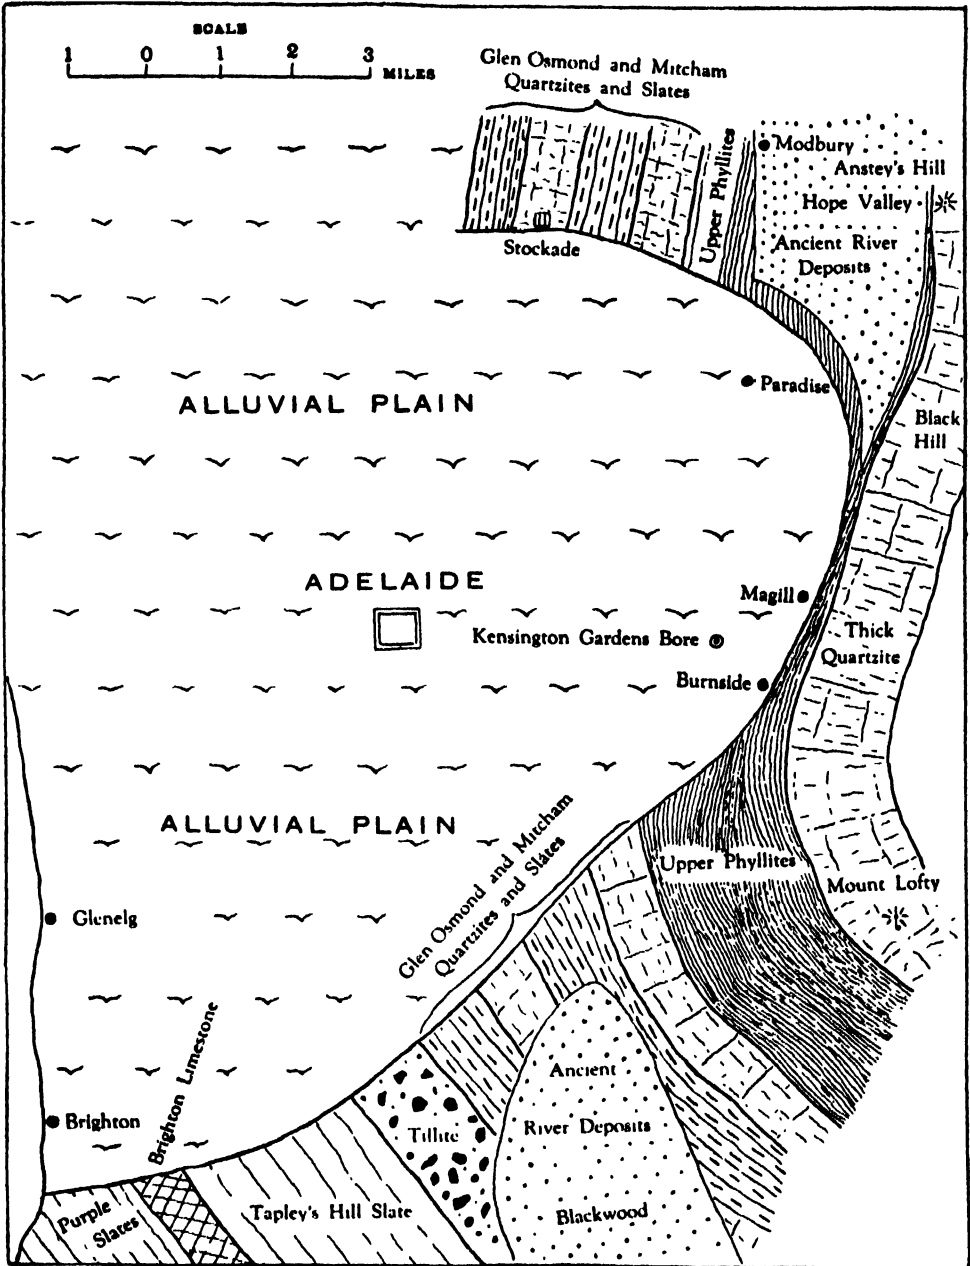 SCALE
1 0 1 2 3
MILES
Glen Osmond and Mitcham
Quartzites and Slates
Upper Phyllites
Modbury
Anstey's Hill
Hope Valley
Stockade
Ancient River
Deposits
Paradise
ALLUVIAL PLAIN
Black
Hill
ADELAIDE
Magill
Kensington Gardens Bore
Thick
Quartzite
Burnside
ALLUVIAL PLAIN
Glen Osmond and Mitcham
Quartzites and Slates
Upper Phyllites
Mount Lofty
Glenelg
Brighton Limestone
Ancient
River Deposits
Brighton
Tillite
Purple
Slates
Tapley's Hill Slate
Blackwood